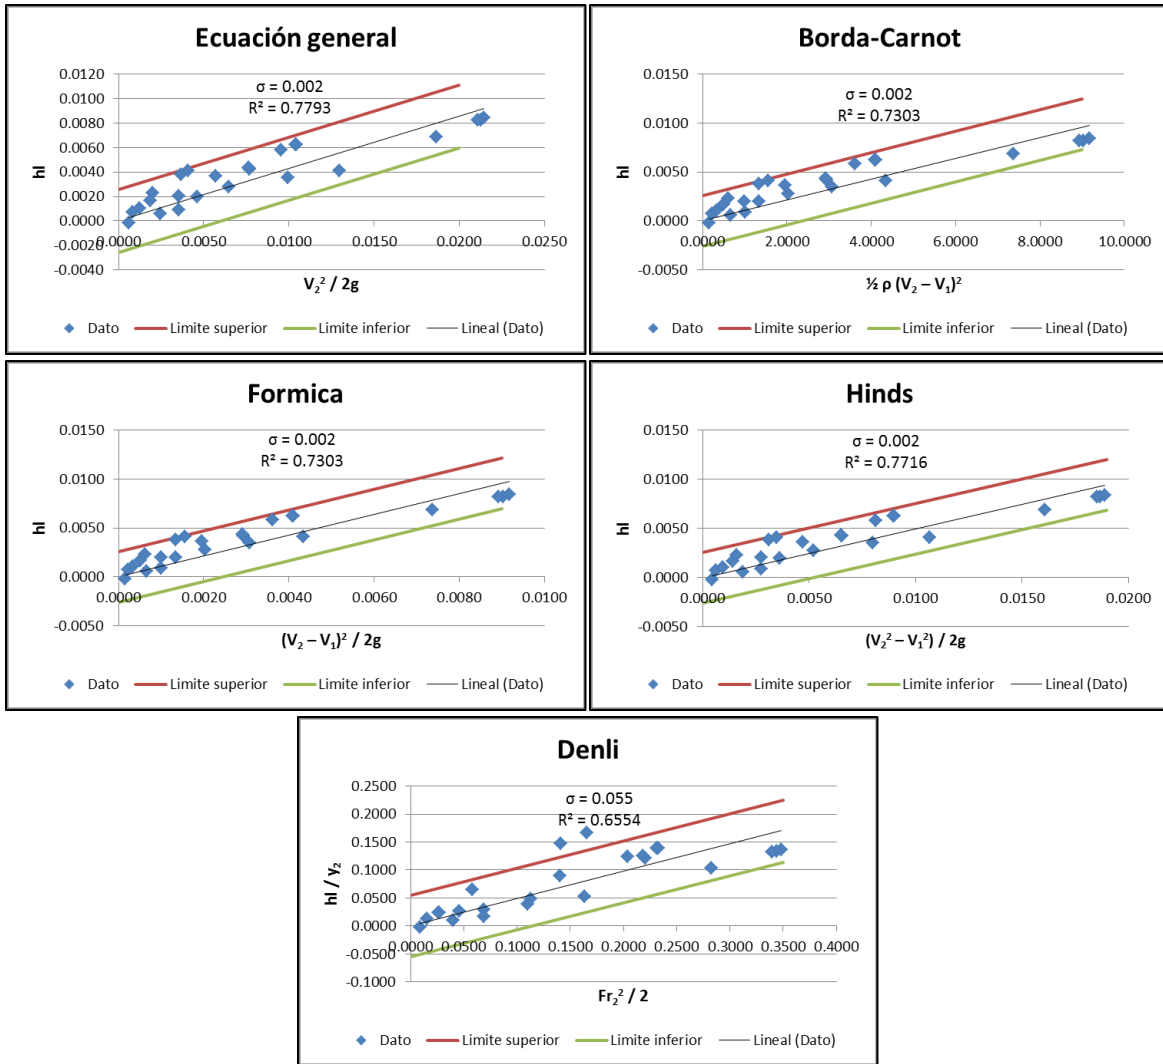 Ecuación general
σ = 0.002
R² = 0.7793
hl
0.0120
0.0100
0.0080
0.0060
0.0040
0.0020
0.0000
-0.0020
-0.0040
0.0000 0.0050 0.0100 0.0150 0.0200 0.0250
V₂² / 2g
Dato Limite superior Limite inferior Lineal (Dato)
Borda-Carnot
σ = 0.002
R² = 0.7303
hl
0.0150
0.0100
0.0050
0.0000
-0.0050
0.0000 2.0000 4.0000 6.0000 8.0000 10.0000
½ ρ (V₂ – V₁)²
Dato Limite superior Limite inferior Lineal (Dato)
Formica
σ = 0.002
R² = 0.7303
hl
0.0150
0.0100
0.0050
0.0000
-0.0050
0.0000 0.0020 0.0040 0.0060 0.0080 0.0100
(V₂ – V₁)² / 2g
Dato Limite superior Limite inferior Lineal (Dato)
Hinds
σ = 0.002
R² = 0.7716
hl
0.0150
0.0100
0.0050
0.0000
-0.0050
0.0000 0.0050 0.0100 0.0150 0.0200
(V₂² – V₁²) / 2g
Dato Limite superior Limite inferior Lineal (Dato)
Denli
σ = 0.055
R² = 0.6554
hl / y₂
0.2500
0.2000
0.1500
0.1000
0.0500
0.0000
-0.0500
-0.1000
0.0000 0.0500 0.1000 0.1500 0.2000 0.2500 0.3000 0.3500 0.4000
Fr₂² / 2
Dato Limite superior Limite inferior Lineal (Dato)